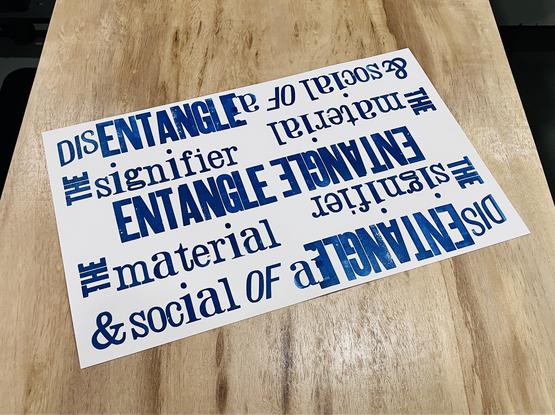 DISENTANGLE
THE signifier
ENTANGLE
THE material
& social OF a
DISENTANGLE
THE signifier
ENTANGLE
THE material
& social OF a